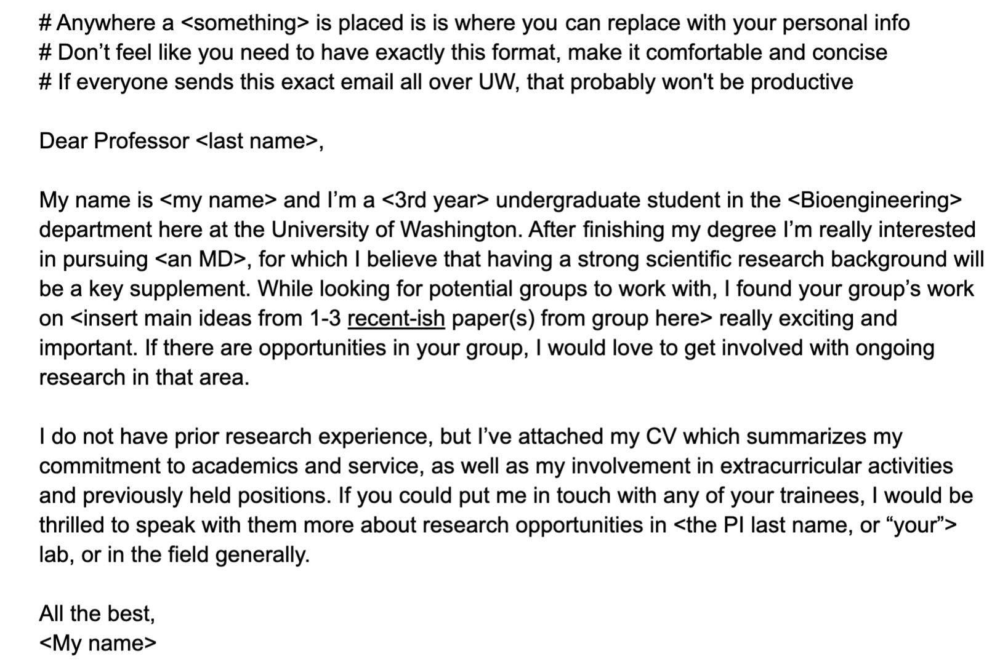 # Anywhere a <something> is placed is is where you can replace with your personal info
# Don’t feel like you need to have exactly this format, make it comfortable and concise
# If everyone sends this exact email all over UW, that probably won't be productive
Dear Professor <last name>,
My name is <my name> and I’m a <3rd year> undergraduate student in the <Bioengineering>
department here at the University of Washington. After finishing my degree I’m really interested
in pursuing <an MD>, for which I believe that having a strong scientific research background will
be a key supplement. While looking for potential groups to work with, I found your group’s work
on <insert main ideas from 1-3 recent-ish paper(s) from group here> really exciting and
important. If there are opportunities in your group, I would love to get involved with ongoing
research in that area.
I do not have prior research experience, but I’ve attached my CV which summarizes my
commitment to academics and service, as well as my involvement in extracurricular activities
and previously held positions. If you could put me in touch with any of your trainees, I would be
thrilled to speak with them more about research opportunities in <the PI last name, or “your”>
lab, or in the field generally.
All the best,
<My name>